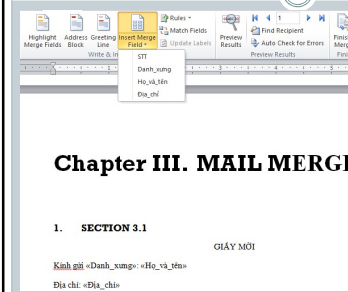 Highlight Merge Fields
Address Block
Greeting Line
Insert Merge Field
Rules
Match Fields
Update Labels
Preview Results
1
Find Recipient
Auto Check for Errors
Preview Results
STT
Danh_xưng
Họ_và_tên
Địa_chỉ
Chapter III. MAIL MERGE
1. SECTION 3.1
GIẤY MỜI
Kính gửi «Danh_xưng»: «Họ_và_tên»
Địa chỉ: «Địa_chỉ»